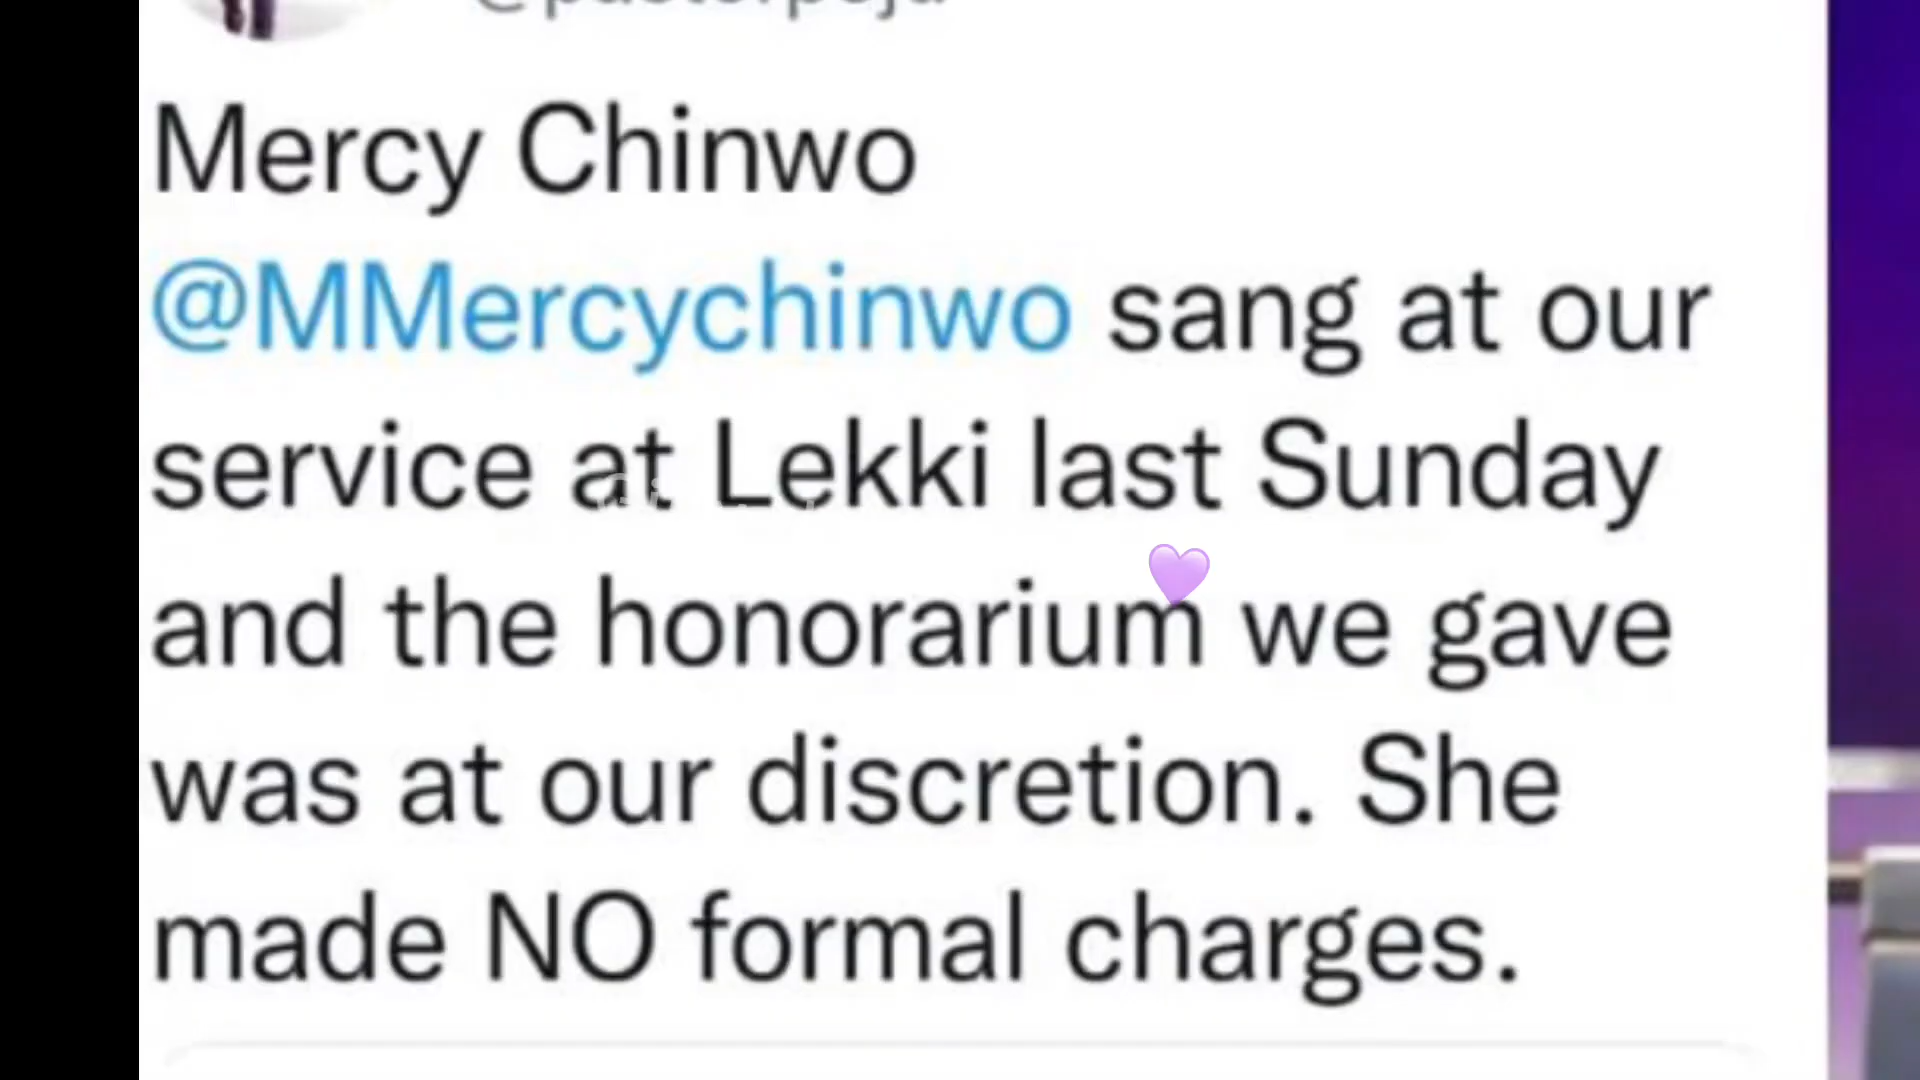 Mercy Chinwo
@MMercychinwo sang at our
service at Lekki last Sunday
and the honorarium we gave
was at our discretion. She
made NO formal charges.